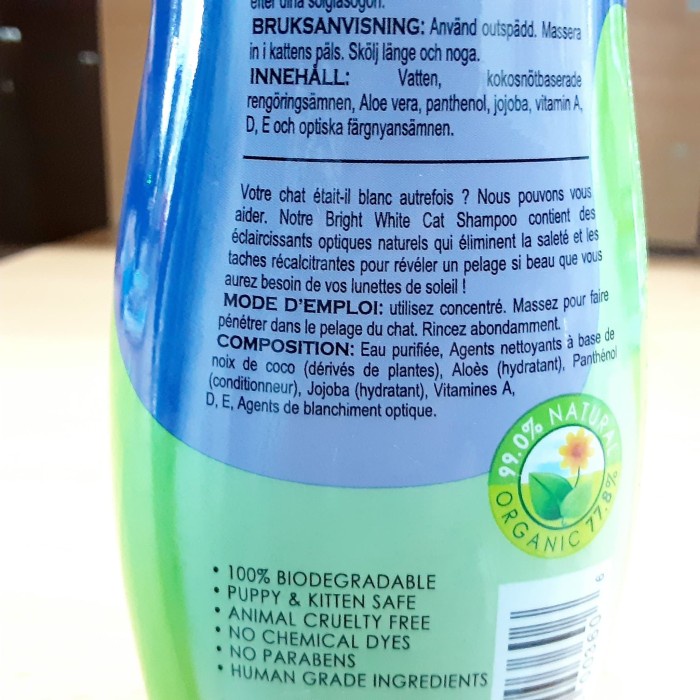 efter dina solglasögon.
BRUKSANVISNING: Använd outspädd. Massera
in i kattens päls. Skölj länge och noga.
INNEHÅLL: Vatten, kokosnötbaserade
rengöringsämnen, Aloe vera, panthenol, jojoba, vitamin A,
D, E och optiska färgnyansämnen.
Votre chat était-il blanc autrefois ? Nous pouvons vous
aider. Notre Bright White Cat Shampoo contient des
éclaircissants optiques naturels qui éliminent la saleté et les
taches récalcitrantes pour révéler un pelage si beau que vous
aurez besoin de vos lunettes de soleil !
MODE D'EMPLOI: utilisez concentré. Massez pour faire
pénétrer dans le pelage du chat. Rincez abondamment.
COMPOSITION: Eau purifiée, Agents nettoyants à base de
noix de coco (dérivés de plantes), Aloès (hydratant), Panthénol
(conditionneur), Jojoba (hydratant), Vitamines A,
D, E, Agents de blanchiment optique.
99.0% NATURAL
ORGANIC 77.8%
• 100% BIODEGRADABLE
• PUPPY & KITTEN SAFE
• ANIMAL CRUELTY FREE
• NO CHEMICAL DYES
• NO PARABENS
• HUMAN GRADE INGREDIENTS